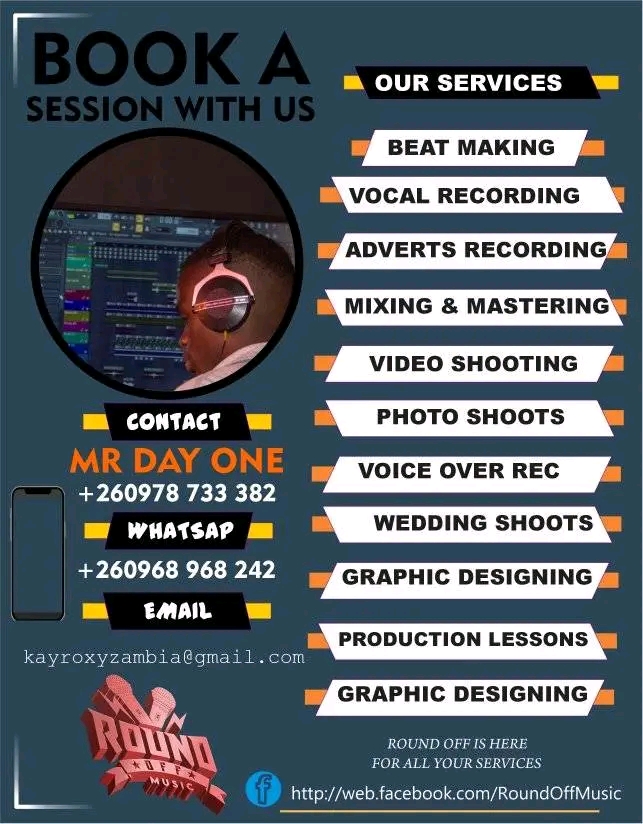 BOOK A
SESSION WITH US
CONTACT
MR DAY ONE
+260978 733 382
WHATSAP
+260968 968 242
EMAIL
kayroxyzambia@gmail.com
ROUND
OFF
MUSIC
OUR SERVICES
BEAT MAKING
VOCAL RECORDING
ADVERTS RECORDING
MIXING & MASTERING
VIDEO SHOOTING
PHOTO SHOOTS
VOICE OVER REC
WEDDING SHOOTS
GRAPHIC DESIGNING
PRODUCTION LESSONS
GRAPHIC DESIGNING
ROUND OFF IS HERE
FOR ALL YOUR SERVICES
http://web.facebook.com/RoundOffMusic